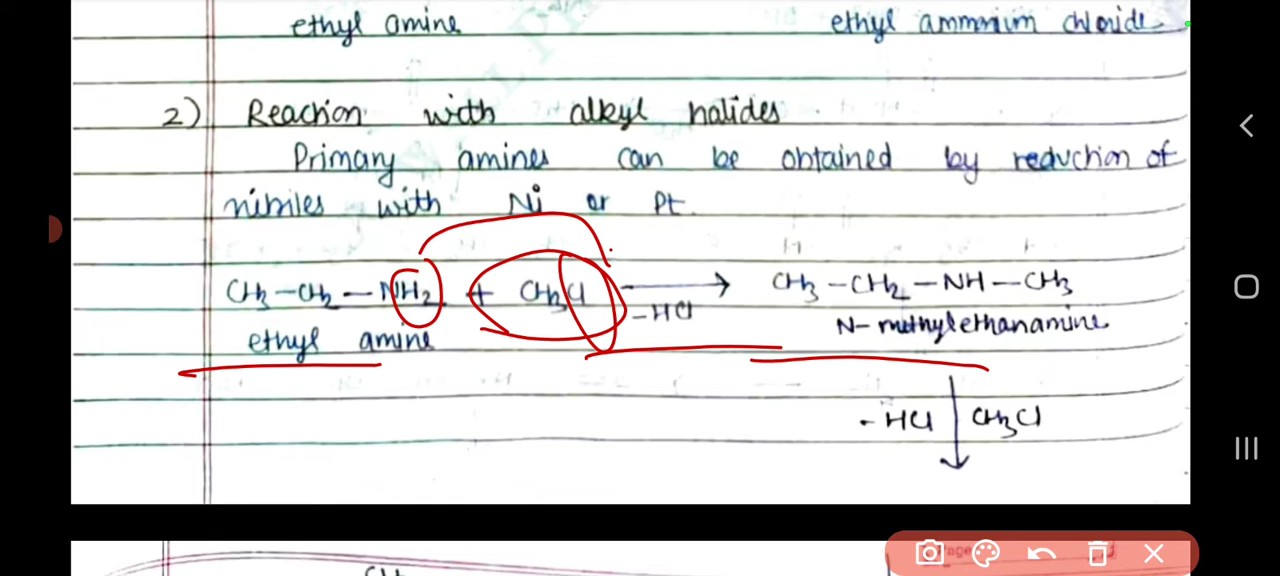 ethyl amine ethyl ammonium chloride
2) Reaction with alkyl halides
Primary amines can be obtained by reduction of
nitriles with Ni or Pt.
CH3-CH2-NH2 + CH3Cl -HCl CH3-CH2-NH-CH3
ethyl amine N-methylethanamine
-HCl CH3Cl